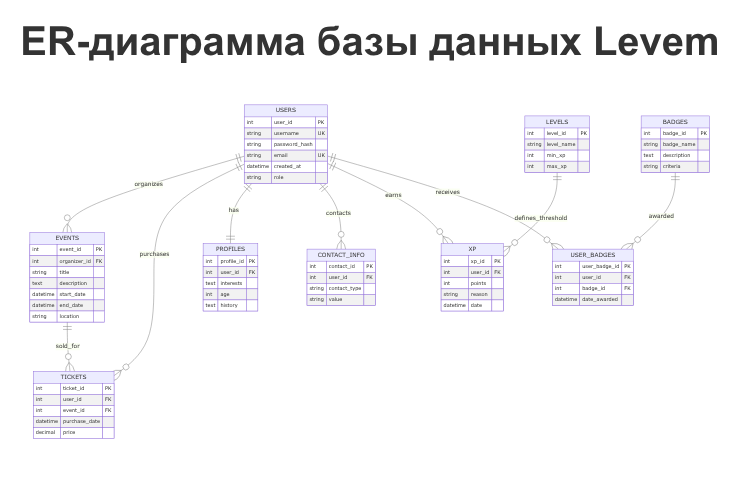 ER-диаграмма базы данных Levem
USERS
int user_id PK
string username UK
string password_hash
string email UK
datetime created_at
string role
LEVELS
int level_id PK
string level_name
int min_xp
int max_xp
BADGES
int badge_id PK
string badge_name
text description
string criteria
organizes
has
contacts
earns
receives
defines_threshold
awarded
purchases
EVENTS
int event_id PK
int organizer_id FK
string title
text description
datetime start_date
datetime end_date
string location
PROFILES
int profile_id PK
int user_id FK
text interests
int age
text history
CONTACT_INFO
int contact_id PK
int user_id FK
string contact_type
string value
XP
int xp_id PK
int user_id FK
int points
string reason
datetime date
USER_BADGES
int user_badge_id PK
int user_id FK
int badge_id FK
datetime date_awarded
sold_for
TICKETS
int ticket_id PK
int user_id FK
int event_id FK
datetime purchase_date
decimal price